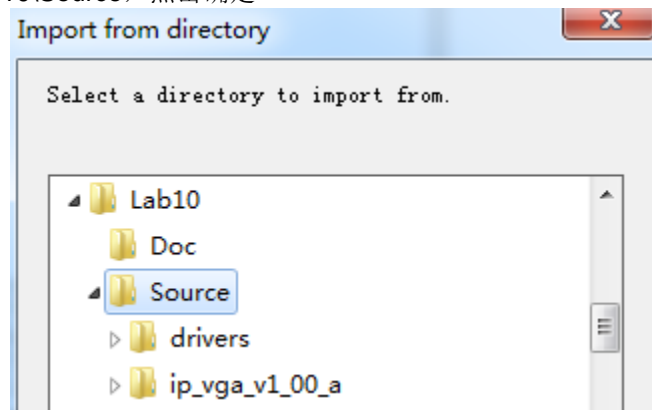 Import from directory
Select a directory to import from.
Lab10
Doc
Source
drivers
ip_vga_v1_00_a